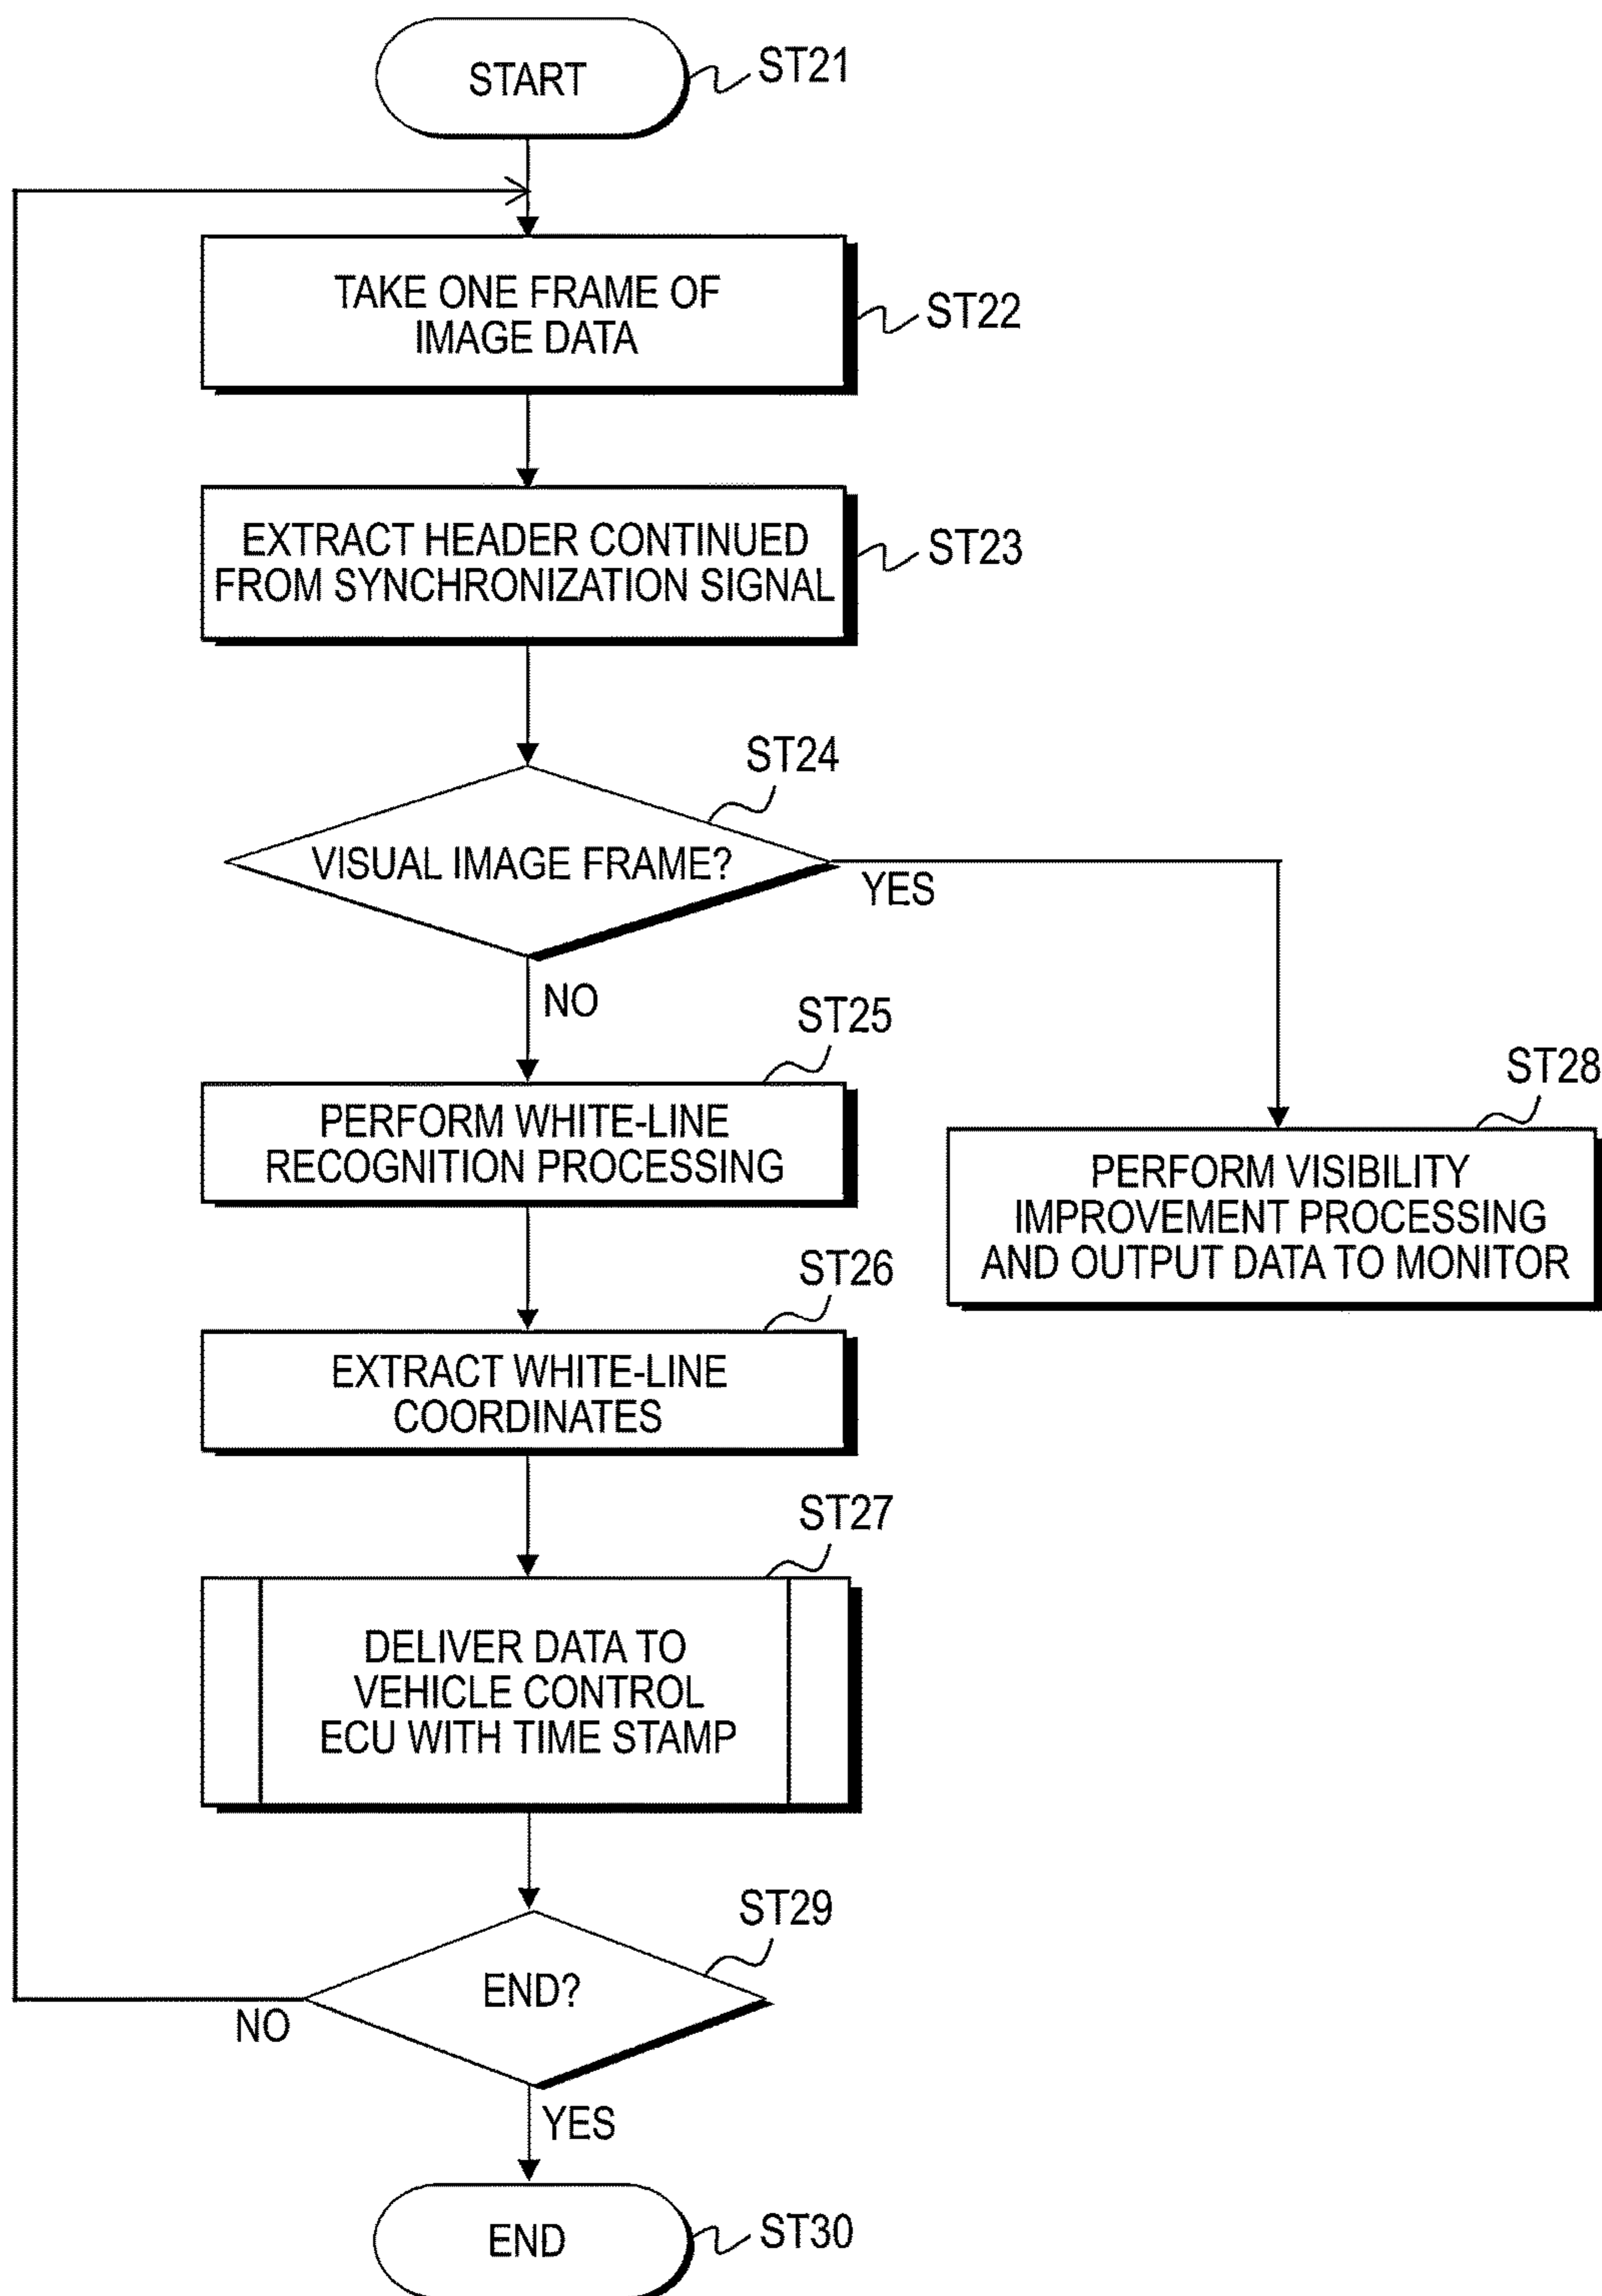 START
ST21
TAKE ONE FRAME OF
IMAGE DATA
ST22
EXTRACT HEADER CONTINUED
FROM SYNCHRONIZATION SIGNAL
ST23
ST24
VISUAL IMAGE FRAME?
YES
NO
ST25
PERFORM WHITE-LINE
RECOGNITION PROCESSING
ST28
PERFORM VISIBILITY
IMPROVEMENT PROCESSING
AND OUTPUT DATA TO MONITOR
ST26
EXTRACT WHITE-LINE
COORDINATES
ST27
DELIVER DATA TO
VEHICLE CONTROL
ECU WITH TIME STAMP
ST29
END?
NO
YES
END
ST30